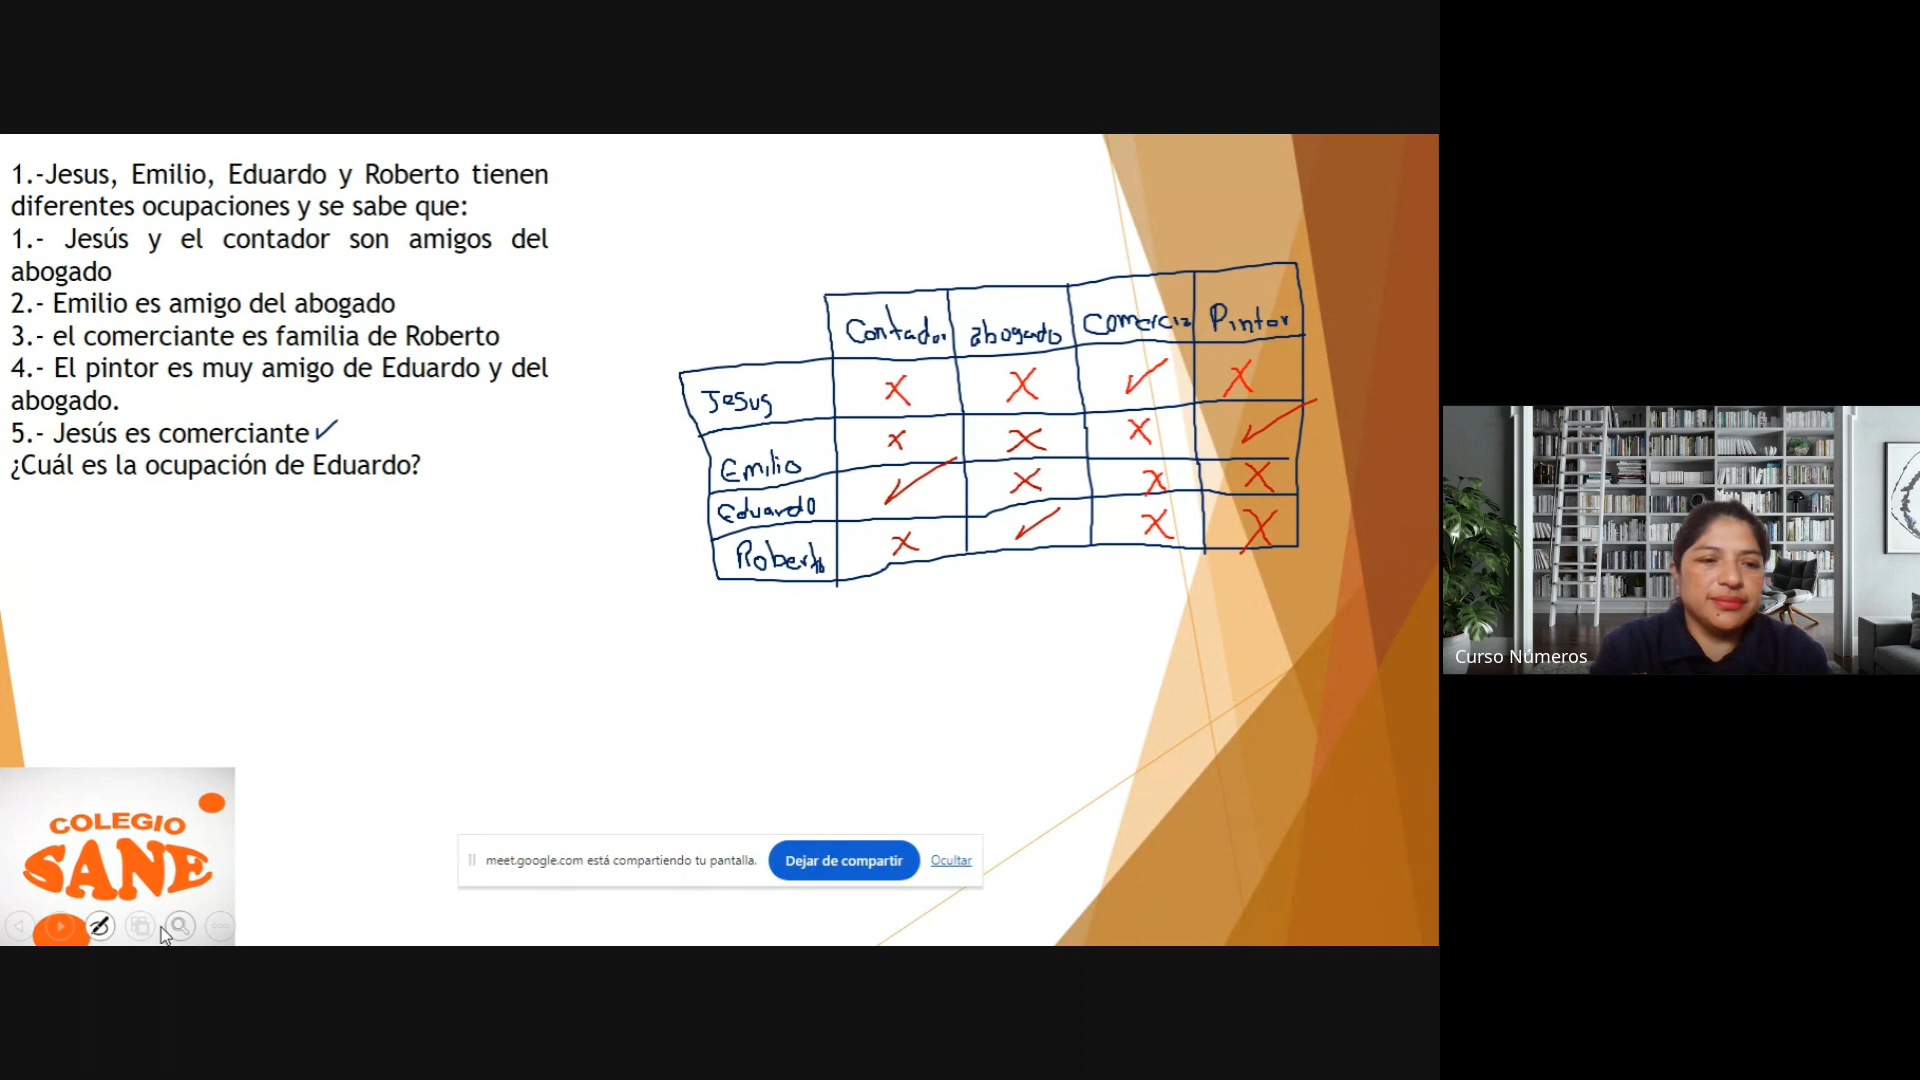 1.-Jesus, Emilio, Eduardo y Roberto tienen
diferentes ocupaciones y se sabe que:
1.- Jesús y el contador son amigos del
abogado
2.- Emilio es amigo del abogado
3.- el comerciante es familia de Roberto
4.- El pintor es muy amigo de Eduardo y del
abogado.
5.- Jesús es comerciante
¿Cuál es la ocupación de Eduardo?
Contador abogado Comercia Pintor
Jesus
Emilio
Eduardo
Roberto
COLEGIO
SANE
meet.google.com está compartiendo tu pantalla. Dejar de compartir Ocultar
Curso Números